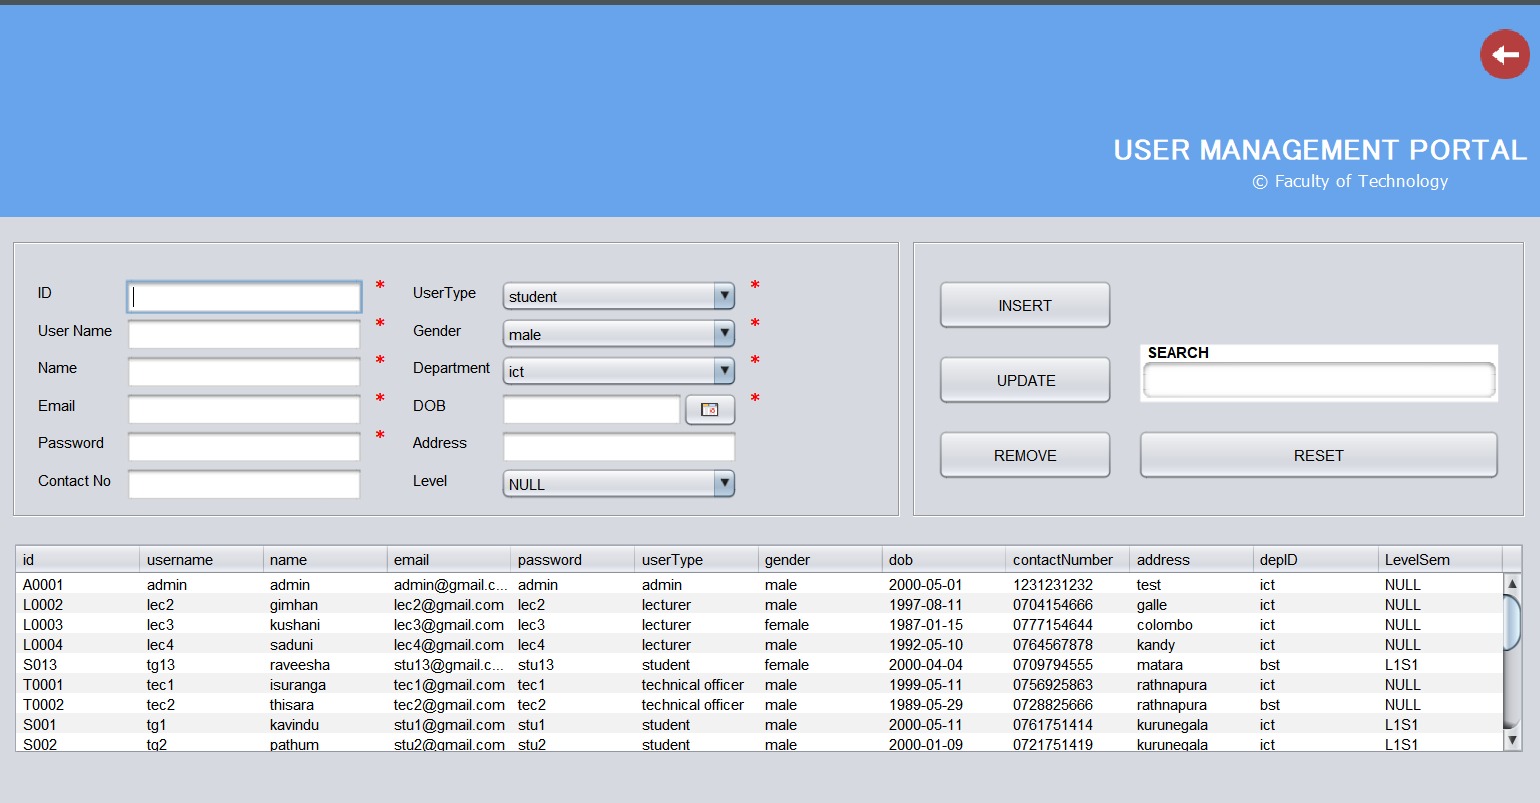 USER MANAGEMENT PORTAL
© Faculty of Technology
ID * UserType student *
User Name * Gender male *
Name * Department ict *
Email * DOB *
Password * Address
Contact No Level NULL
INSERT
UPDATE
REMOVE
SEARCH
RESET
id username name email password userType gender dob contactNumber address depID LevelSem
A0001 admin admin admin@gmail.c... admin admin male 2000-05-01 1231231232 test ict NULL
L0002 lec2 gimhan lec2@gmail.com lec2 lecturer male 1997-08-11 0704154666 galle ict NULL
L0003 lec3 kushani lec3@gmail.com lec3 lecturer female 1987-01-15 0777154644 colombo ict NULL
L0004 lec4 saduni lec4@gmail.com lec4 lecturer male 1992-05-10 0764567878 kandy ict NULL
S013 tg13 raveesha stu13@gmail.c... stu13 student female 2000-04-04 0709794555 matara bst L1S1
T0001 tec1 isuranga tec1@gmail.com tec1 technical officer male 1999-05-11 0756925863 rathnapura ict NULL
T0002 tec2 thisara tec2@gmail.com tec2 technical officer male 1989-05-29 0728825666 rathnapura bst NULL
S001 tg1 kavindu stu1@gmail.com stu1 student male 2000-05-11 0761751414 kurunegala ict L1S1
S002 tg2 pathum stu2@gmail.com stu2 student male 2000-01-09 0721751419 kurunegala ict L1S1